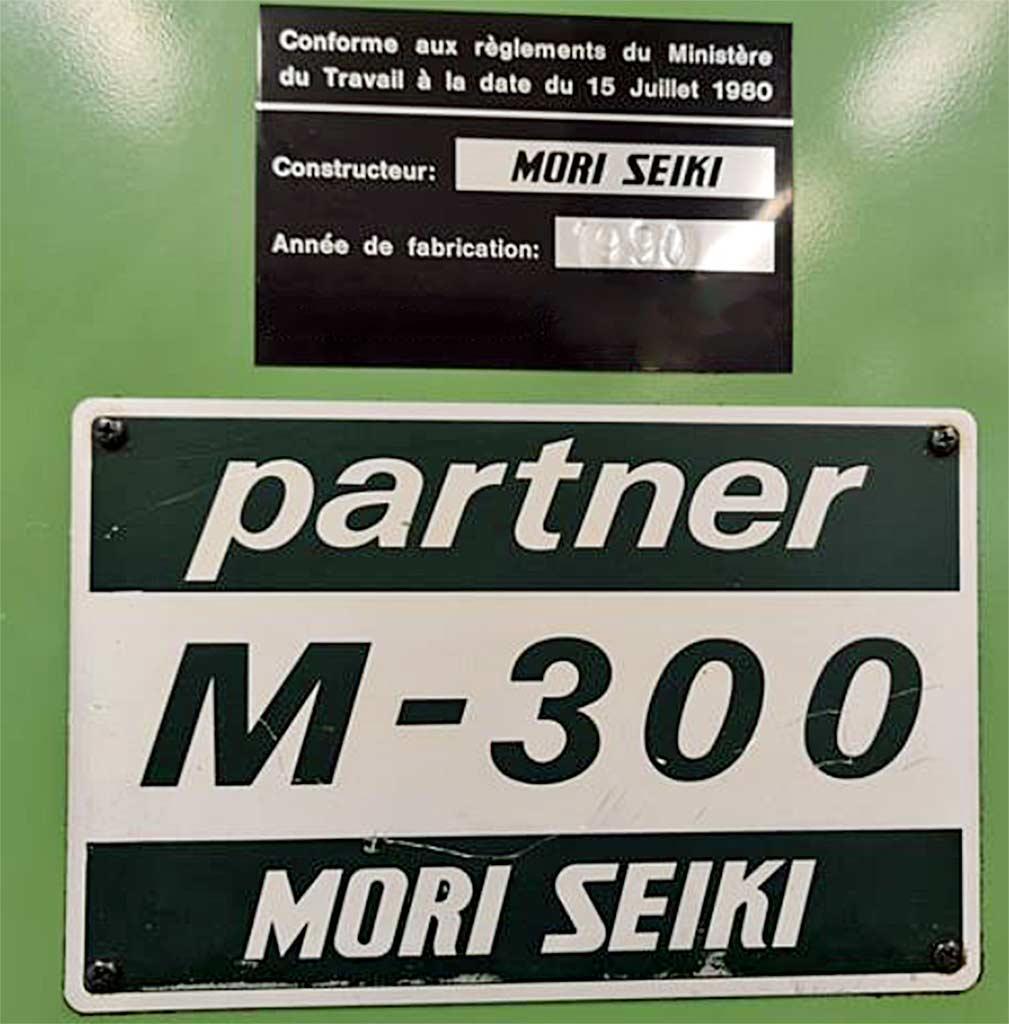 Conforme aux règlements du Ministère
du Travail à la date du 15 Juillet 1980
Constructeur: MORI SEIKI
Année de fabrication: 1990
partner
M-300
MORI SEIKI